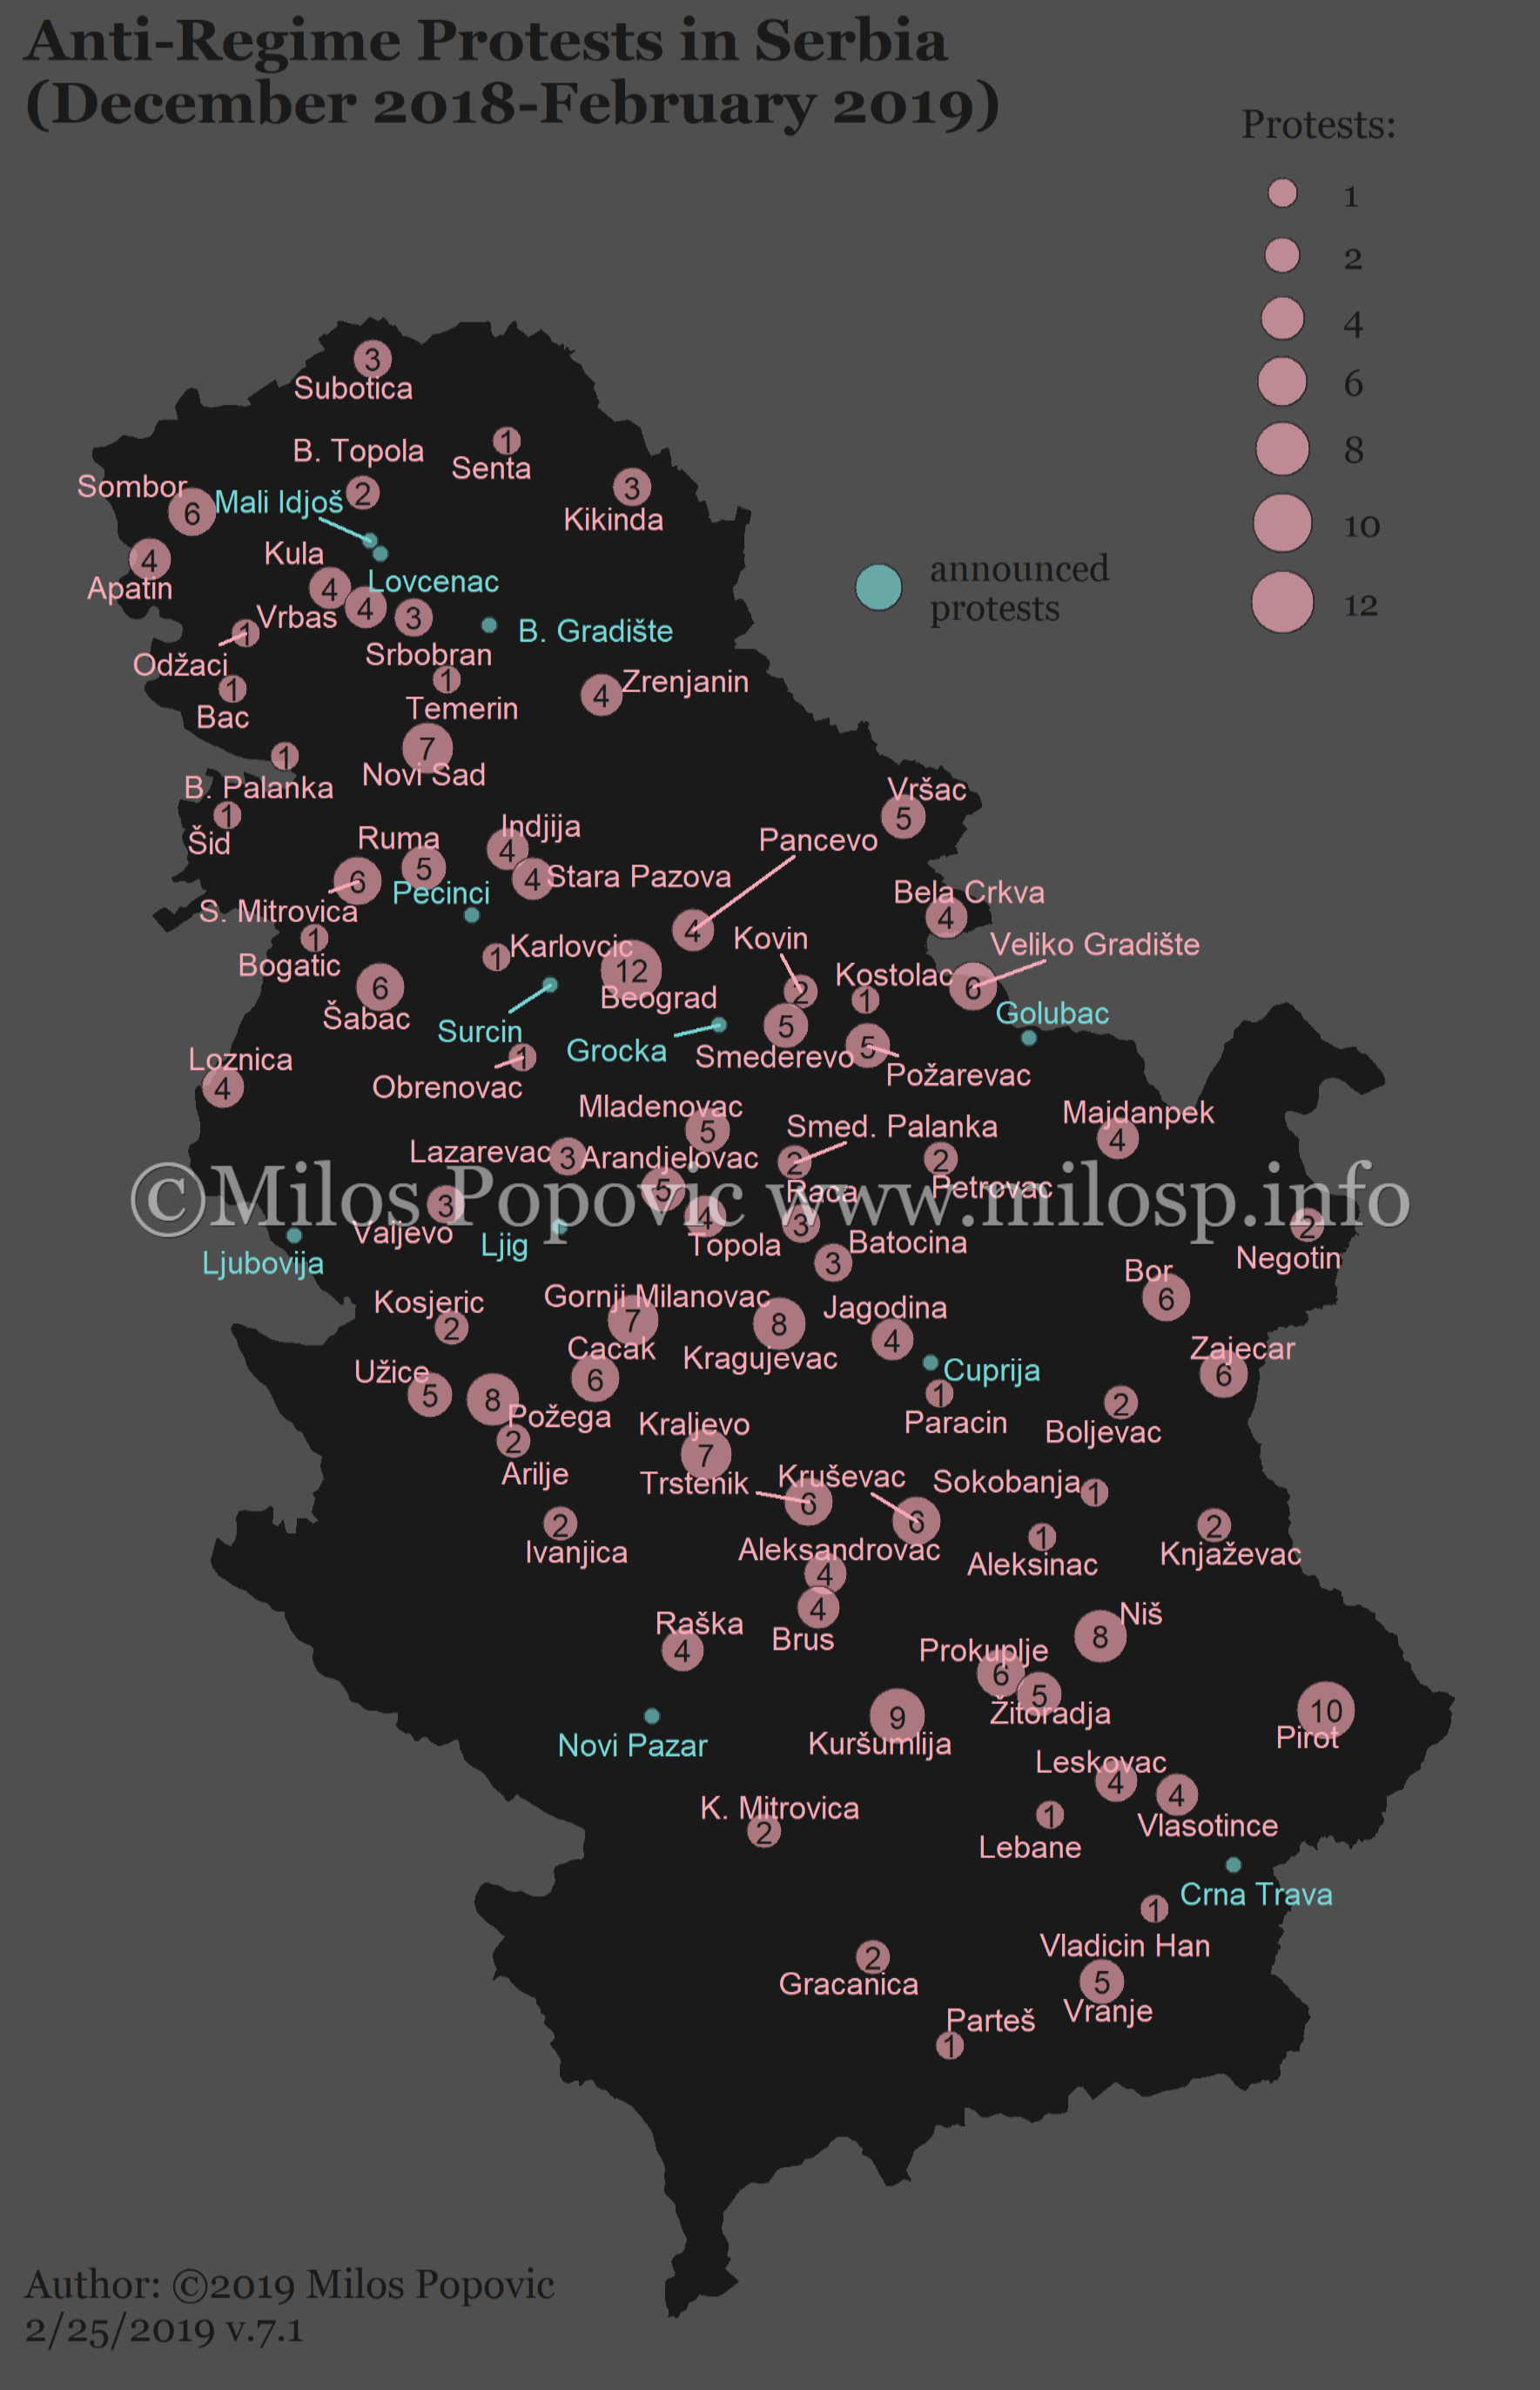 Anti-Regime Protests in Serbia
(December 2018-February 2019)
Protests:
1
2
4
6
8
10
12
announced
protests
3
Subotica
B. Topola
2
1
Senta
3
Kikinda
Sombor
6
Mali Idjoš
4
Apatin
Kula
4
Lovcenac
Vrbas
4
3
Srbobran
B. Gradište
1
Odžaci
1
Bac
1
Temerin
4
Zrenjanin
7
Novi Sad
1
B. Palanka
1
Šid
Vršac
5
Ruma
5
Indjija
4
4
Stara Pazova
Pancevo
4
6
S. Mitrovica
Pecinci
Bela Crkva
4
1
Bogatic
1
Karlovcic
12
Beograd
Kovin
2
Veliko Gradište
6
Kostolac
1
6
Šabac
Surcin
Grocka
5
Smederevo
5
Požarevac
Golubac
Loznica
4
1
Obrenovac
Mladenovac
5
Smed. Palanka
2
2
Petrovac
Majdanpek
4
Lazarevac
3
Arandjelovac
5
©Milos Popovic www.milosp.info
3
Valjevo
4
Topola
Raca
3
2
Negotin
Ljubovija
Ljig
3
Batocina
Kosjeric
2
Gornji Milanovac
7
8
Kragujevac
Jagodina
4
Bor
6
Cacak
6
Cuprija
Zajecar
6
Užice
5
8
Požega
1
Paracin
2
Boljevac
2
Arilje
Kraljevo
7
Trstenik
6
Kruševac
6
Sokobanja
1
2
Ivanjica
Aleksandrovac
4
1
Aleksinac
2
Knjaževac
4
Brus
Raška
4
Niš
8
Prokuplje
6
5
Žitoradja
Novi Pazar
9
Kuršumlija
10
Pirot
Leskovac
4
4
Vlasotince
K. Mitrovica
2
1
Lebane
Crna Trava
1
Vladicin Han
2
Gracanica
5
Vranje
Parteš
1
Author: ©2019 Milos Popovic
2/25/2019 v.7.1